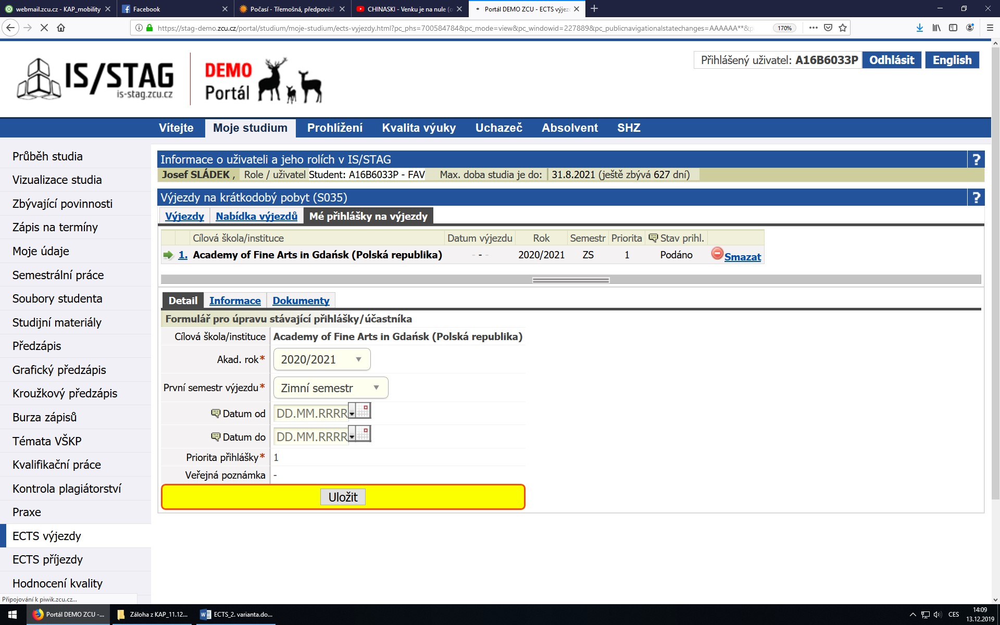 webmail.zcu.cz - KAP_mobility
Facebook
Počasí - Třemošná, předpověď
CHINASKI - Venku je na nule (o
Portál DEMO ZCU - ECTS výjez
https://stag-demo.zcu.cz/portal/studium/moje-studium/ects-vyjezdy.html?pc_phs=700584784&pc_mode=view&pc_windowid=227889&pc_publicnavigationalstatechanges=AAAAAA**&p
170%
IS/STAG
is-stag.zcu.cz
DEMO
Portál
Přihlášený uživatel: A16B6033P
Odhlásit
English
Vítejte
Moje studium
Prohlížení
Kvalita výuky
Uchazeč
Absolvent
SHZ
Průběh studia
Vizualizace studia
Zbývající povinnosti
Zápis na termíny
Moje údaje
Semestrální práce
Soubory studenta
Studijní materiály
Předzápis
Grafický předzápis
Kroužkový předzápis
Burza zápisů
Témata VŠKP
Kvalifikační práce
Kontrola plagiátorství
Praxe
ECTS výjezdy
ECTS příjezdy
Hodnocení kvality
Informace o uživateli a jeho rolích v IS/STAG
?
Josef SLÁDEK , Role / uživatel Student: A16B6033P - FAV Max. doba studia je do: 31.8.2021 (ještě zbývá 627 dní)
Výjezdy na krátkodobý pobyt (S035)
?
Výjezdy
Nabídka výjezdů
Mé přihlášky na výjezdy
Cílová škola/instituce Datum výjezdu Rok Semestr Priorita Stav prihl.
1. Academy of Fine Arts in Gdańsk (Polská republika) - - - 2020/2021 ZS 1 Podáno Smazat
Detail
Informace
Dokumenty
Formulář pro úpravu stávající přihlášky/účastníka
Cílová škola/instituce Academy of Fine Arts in Gdańsk (Polská republika)
Akad. rok* 2020/2021
První semestr výjezdu* Zimní semestr
Datum od DD.MM.RRRR
Datum do DD.MM.RRRR
Priorita přihlášky* 1
Veřejná poznámka -
Uložit
Připojování k piwik.zcu.cz...
Portál DEMO ZCU -...
Záloha z KAP_11.12...
ECTS_2. varianta.do...
CES
14:09
13.12.2019